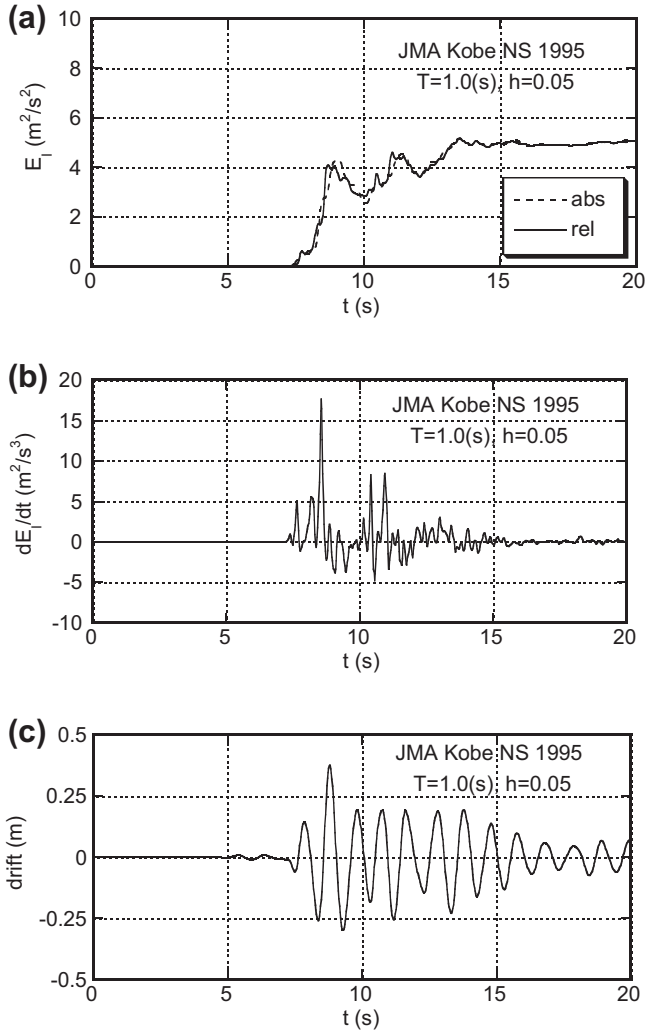 (a)
10
8
6
4
2
0
E_I (m²/s²)
JMA Kobe NS 1995
T=1.0(s), h=0.05
abs
rel
0 5 10 15 20
t (s)
(b)
20
15
10
5
0
-5
-10
dE_I/dt (m²/s³)
JMA Kobe NS 1995
T=1.0(s), h=0.05
0 5 10 15 20
t (s)
(c)
0.5
0.25
0
-0.25
-0.5
drift (m)
JMA Kobe NS 1995
T=1.0(s), h=0.05
0 5 10 15 20
t (s)